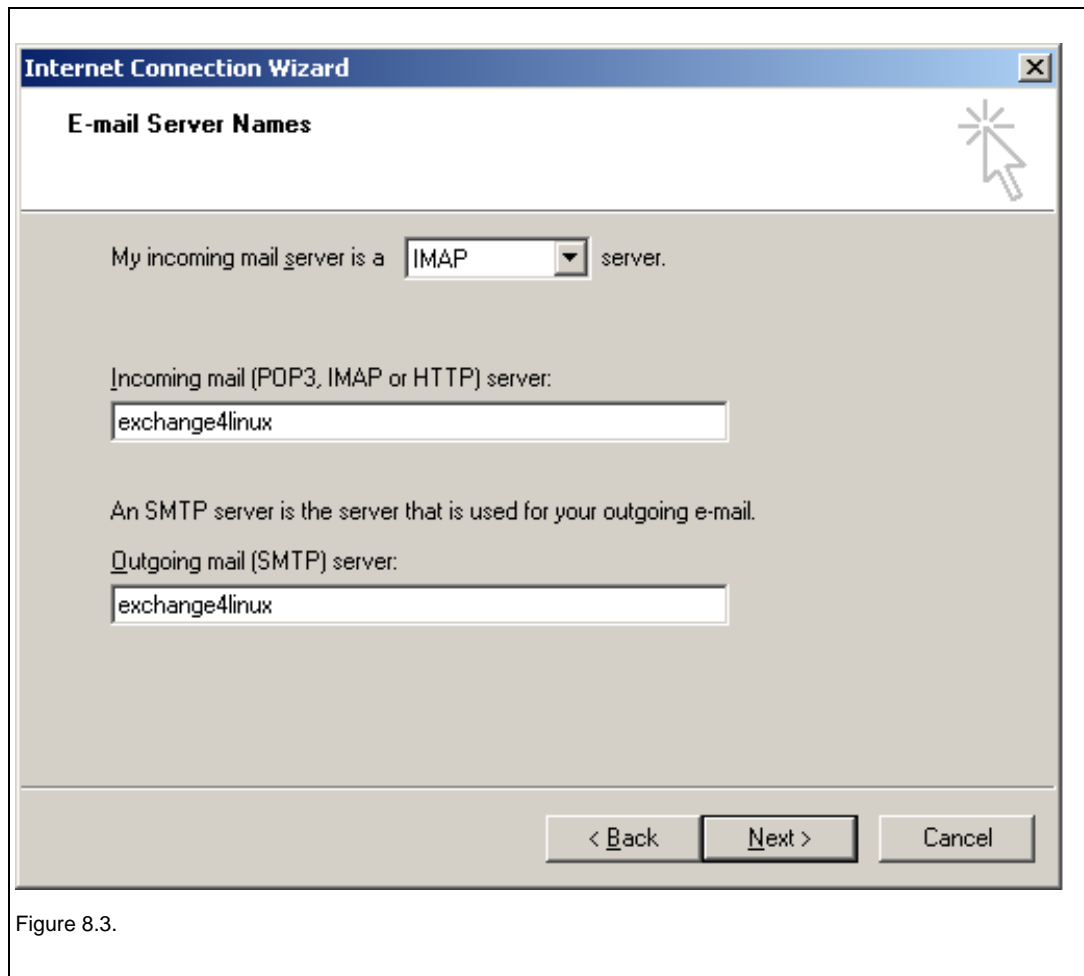 Internet Connection Wizard
E-mail Server Names
My incoming mail server is a IMAP server.
Incoming mail (POP3, IMAP or HTTP) server:
exchange4linux
An SMTP server is the server that is used for your outgoing e-mail.
Outgoing mail (SMTP) server:
exchange4linux
< Back Next > Cancel
Figure 8.3.